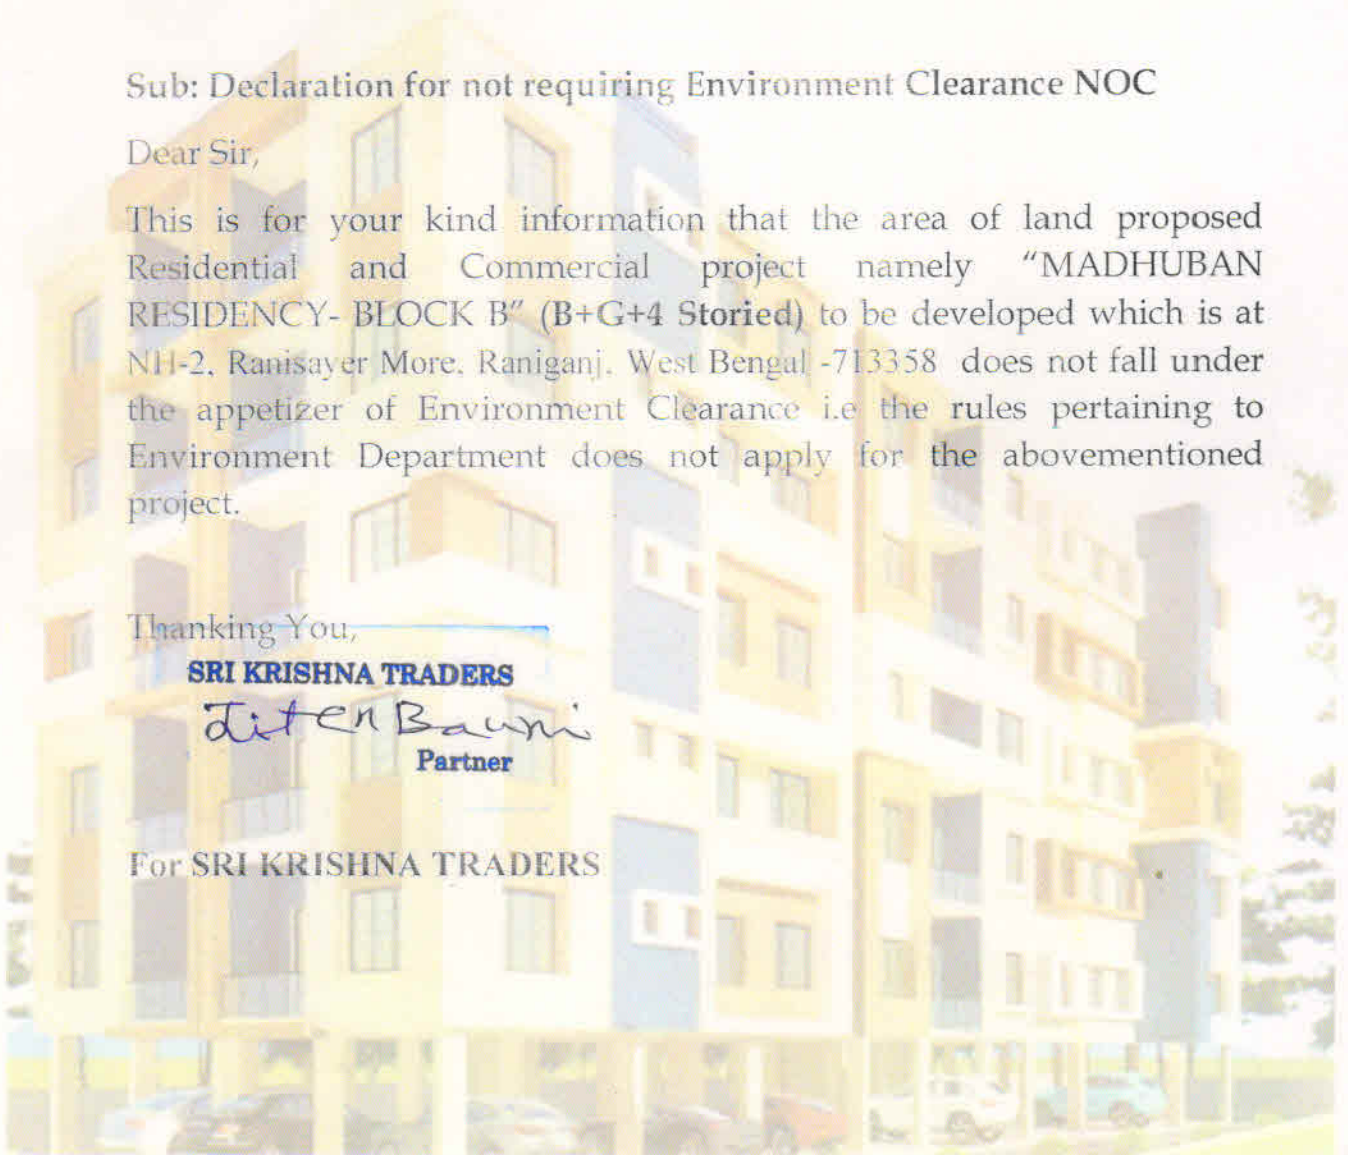 Sub: Declaration for not requiring Environment Clearance NOC
Dear Sir,
This is for your kind information that the area of land proposed
Residential and Commercial project namely "MADHUBAN
RESIDENCY- BLOCK B" (B+G+4 Storied) to be developed which is at
NH-2, Ranisayer More, Raniganj, West Bengal -713358 does not fall under
the appetizer of Environment Clearance i.e the rules pertaining to
Environment Department does not apply for the abovementioned
project.
Thanking You,
SRI KRISHNA TRADERS
Jiten Bauri
Partner
For SRI KRISHNA TRADERS